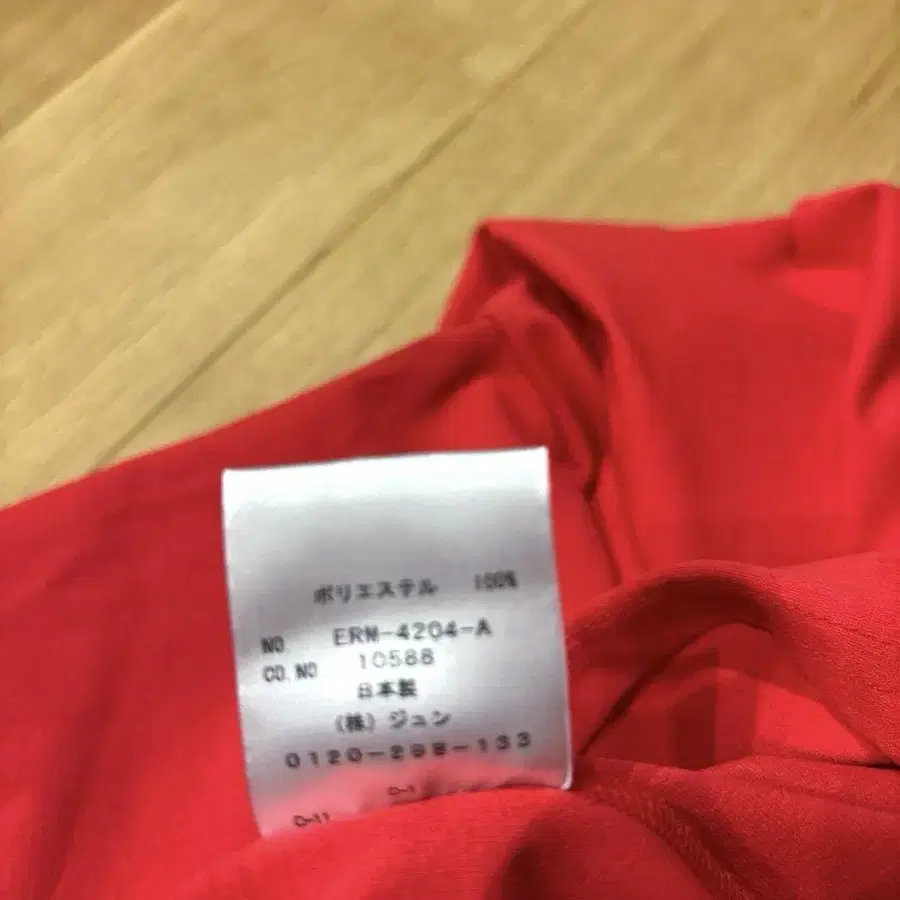 ポリエステル 100%
NO. ERM-4204-A
CO.NO 10588
日本製
(株)ジュン
0120-298-133